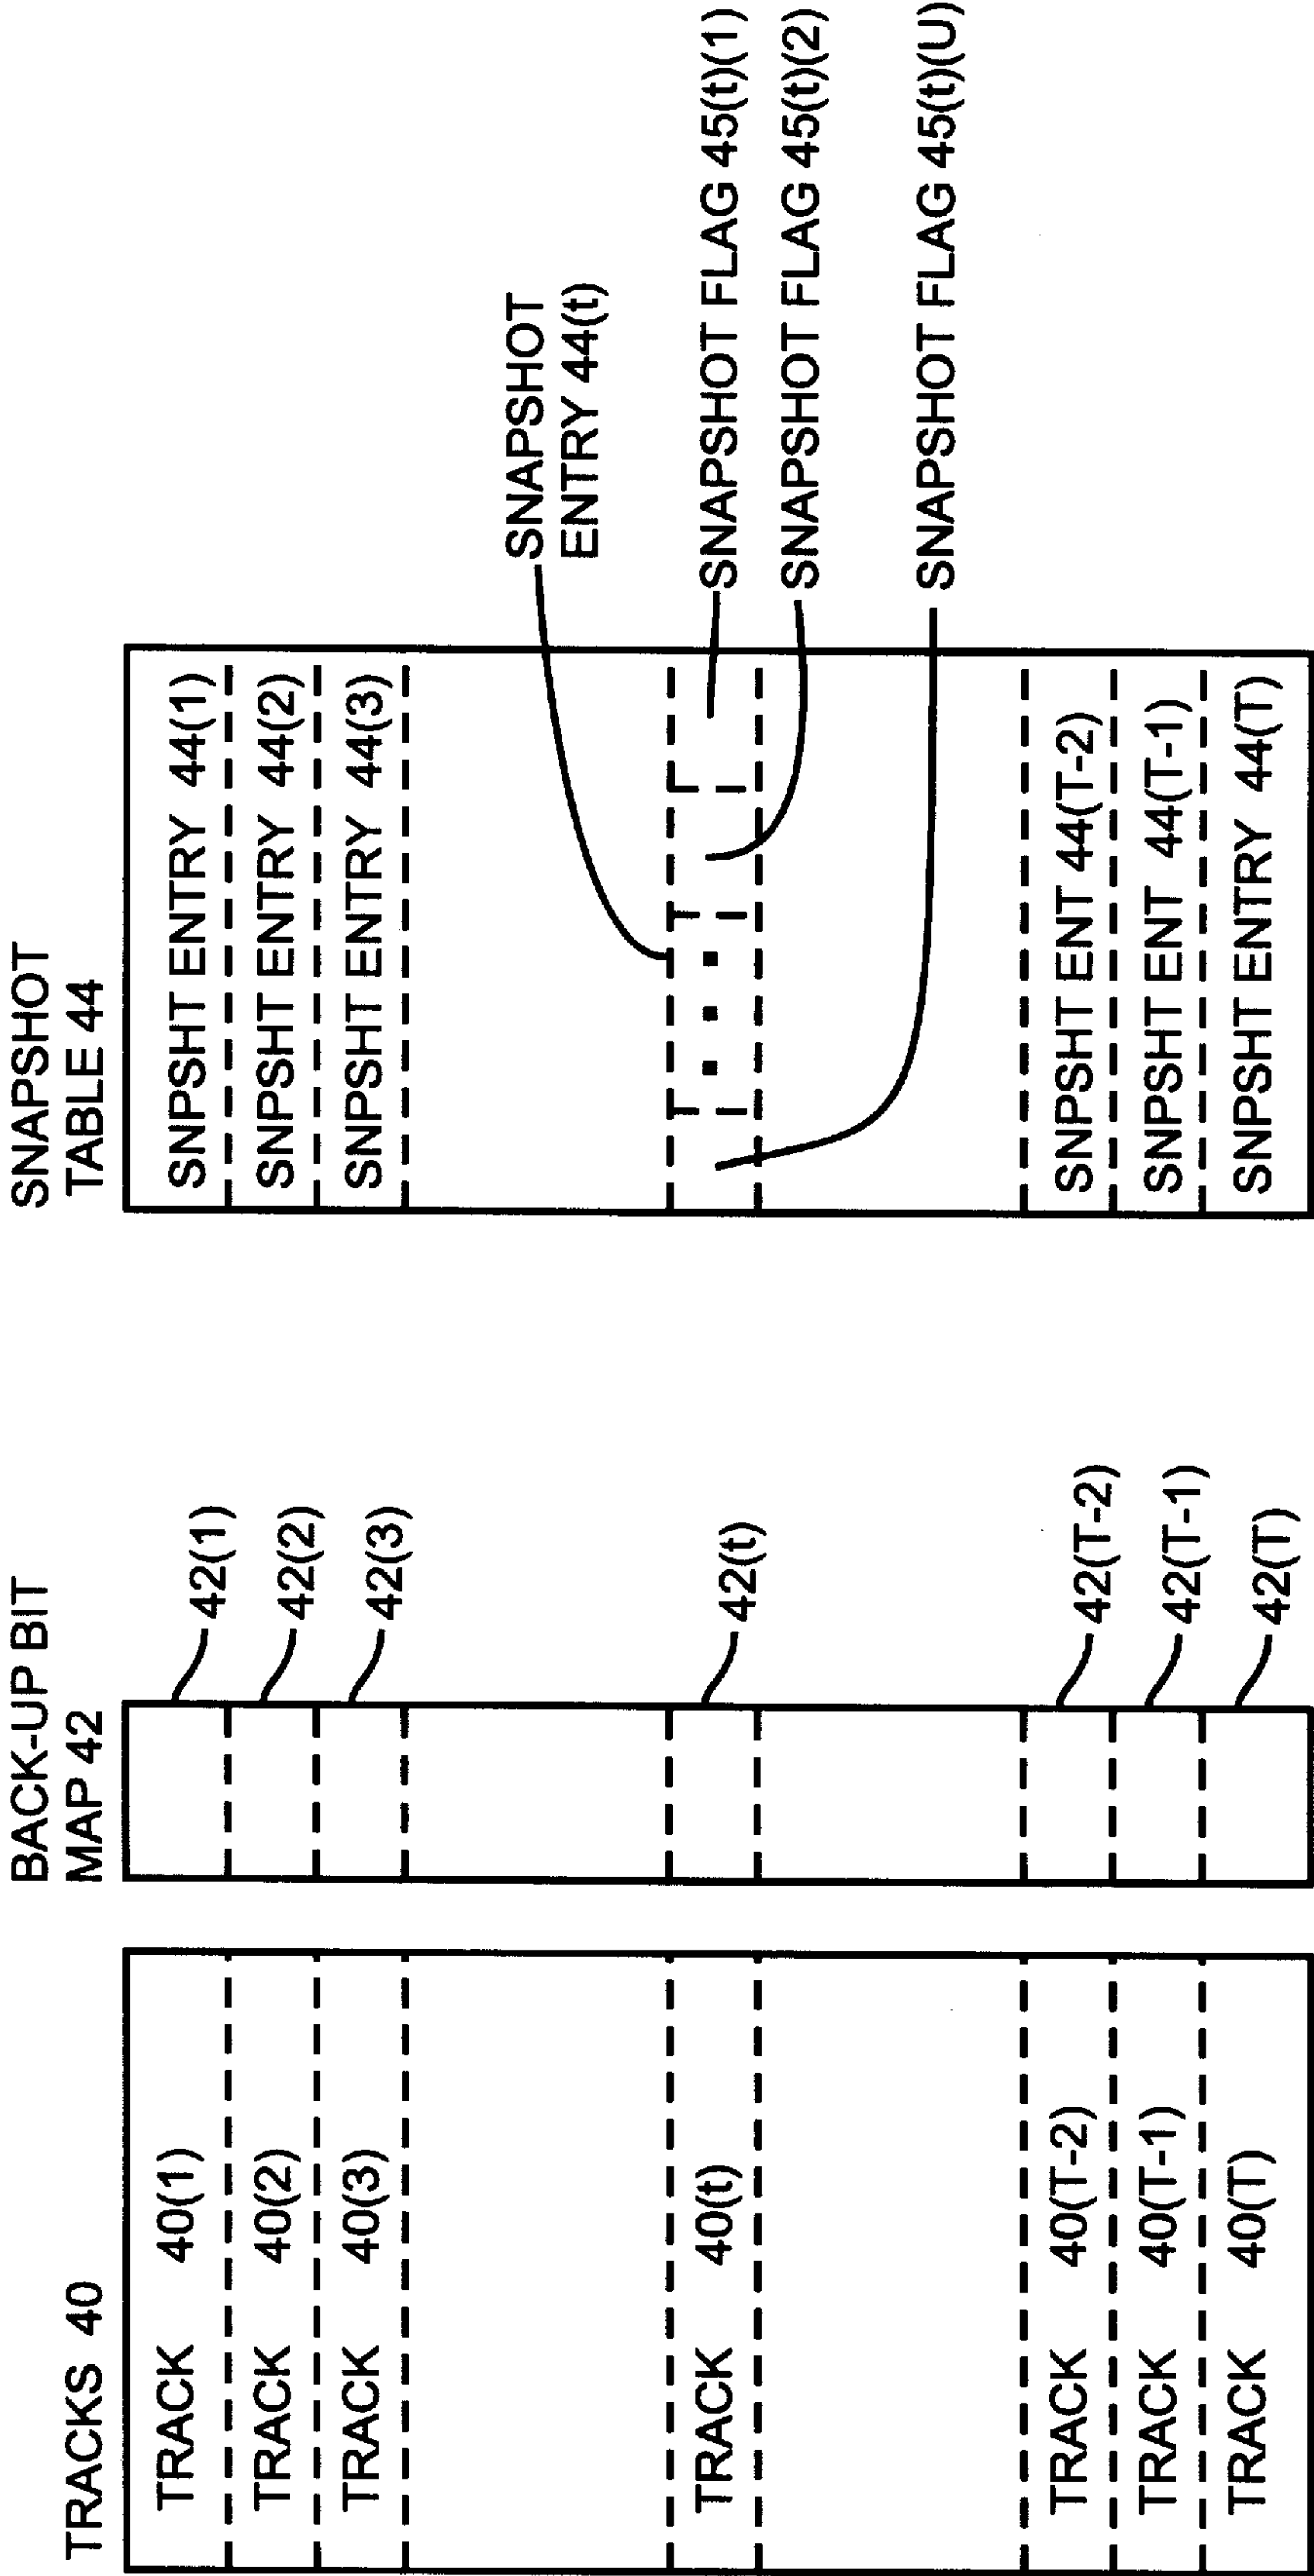 TRACKS 40
TRACK 40(1)
TRACK 40(2)
TRACK 40(3)
TRACK 40(t)
TRACK 40(T-2)
TRACK 40(T-1)
TRACK 40(T)
BACK-UP BIT
MAP 42
42(1)
42(2)
42(3)
42(t)
42(T-2)
42(T-1)
42(T)
SNAPSHOT
TABLE 44
SNPSHT ENTRY 44(1)
SNPSHT ENTRY 44(2)
SNPSHT ENTRY 44(3)
SNPSHT ENT 44(T-2)
SNPSHT ENT 44(T-1)
SNPSHT ENTRY 44(T)
SNAPSHOT
ENTRY 44(t)
SNAPSHOT FLAG 45(t)(1)
SNAPSHOT FLAG 45(t)(2)
SNAPSHOT FLAG 45(t)(U)